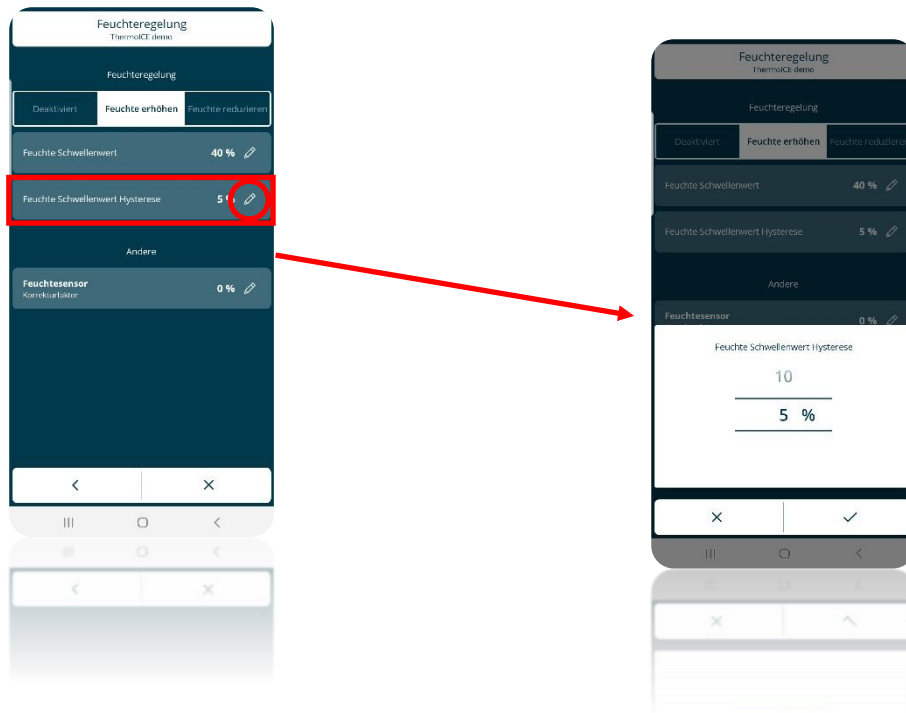 Feuchteregelung
ThermoICE demo
Feuchteregelung
Deaktiviert Feuchte erhöhen Feuchte reduzieren
Feuchte Schwellenwert 40 %
Feuchte Schwellenwert Hysterese 5 %
Andere
Feuchtesensor 0 %
Korrekturfaktor
Feuchteregelung
ThermoICE demo
Feuchteregelung
Deaktiviert Feuchte erhöhen Feuchte reduzieren
Feuchte Schwellenwert 40 %
Feuchte Schwellenwert Hysterese 5 %
Andere
Feuchtesensor 0 %
Feuchte Schwellenwert Hysterese
10
5 %